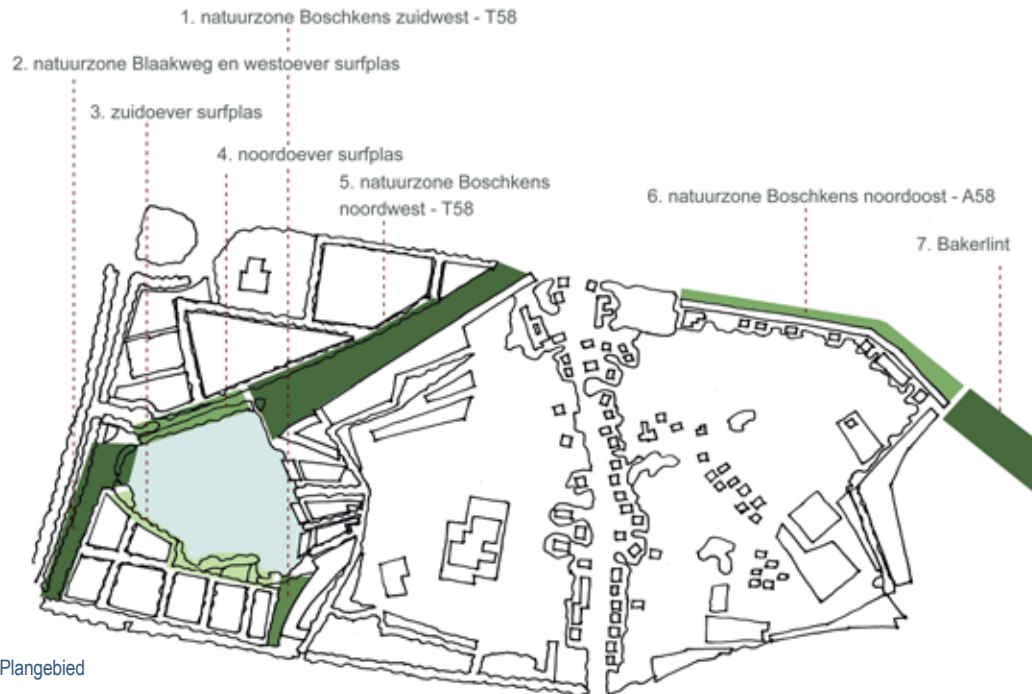 1. natuurzone Boschkens zuidwest - T58
2. natuurzone Blaakweg en westoever surfplas
3. zuidoever surfplas
4. noordoever surfplas
5. natuurzone Boschkens
noordwest - T58
6. natuurzone Boschkens noordoost - A58
7. Bakerlint
Plangebied